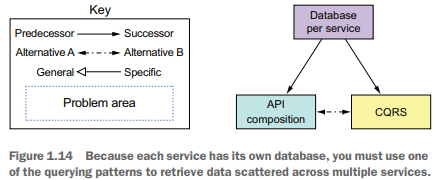 Key
Predecessor Successor
Alternative A Alternative B
General Specific
Problem area
Database
per service
API
composition
CQRS
Figure 1.14 Because each service has its own database, you must use one
of the querying patterns to retrieve data scattered across multiple services.